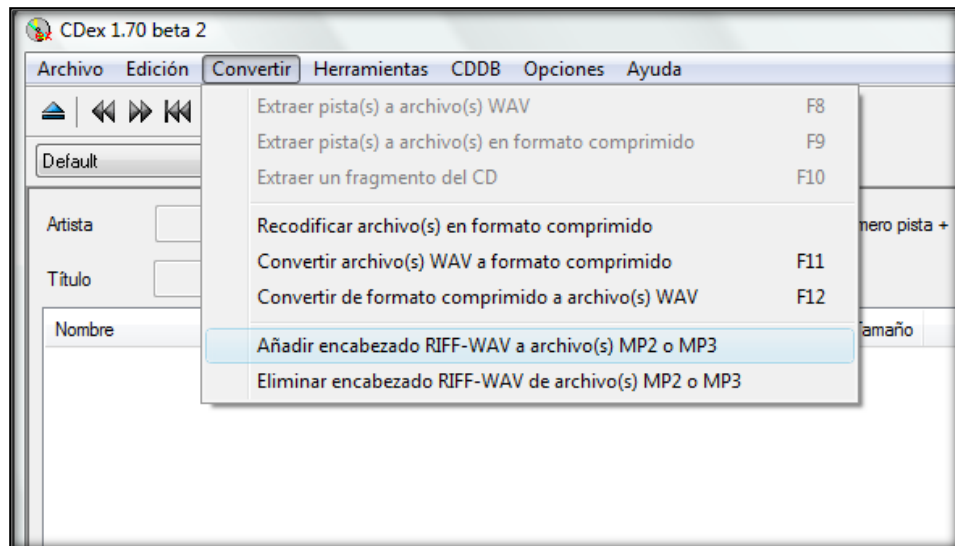 CDex 1.70 beta 2
Archivo Edición Convertir Herramientas CDDB Opciones Ayuda
Extraer pista(s) a archivo(s) WAV F8
Extraer pista(s) a archivo(s) en formato comprimido F9
Default
Extraer un fragmento del CD F10
Artista
Recodificar archivo(s) en formato comprimido
pista +
Convertir archivo(s) WAV a formato comprimido F11
Título
Convertir de formato comprimido a archivo(s) WAV F12
Nombre
Añadir encabezado RIFF-WAV a archivo(s) MP2 o MP3
Eliminar encabezado RIFF-WAV de archivo(s) MP2 o MP3